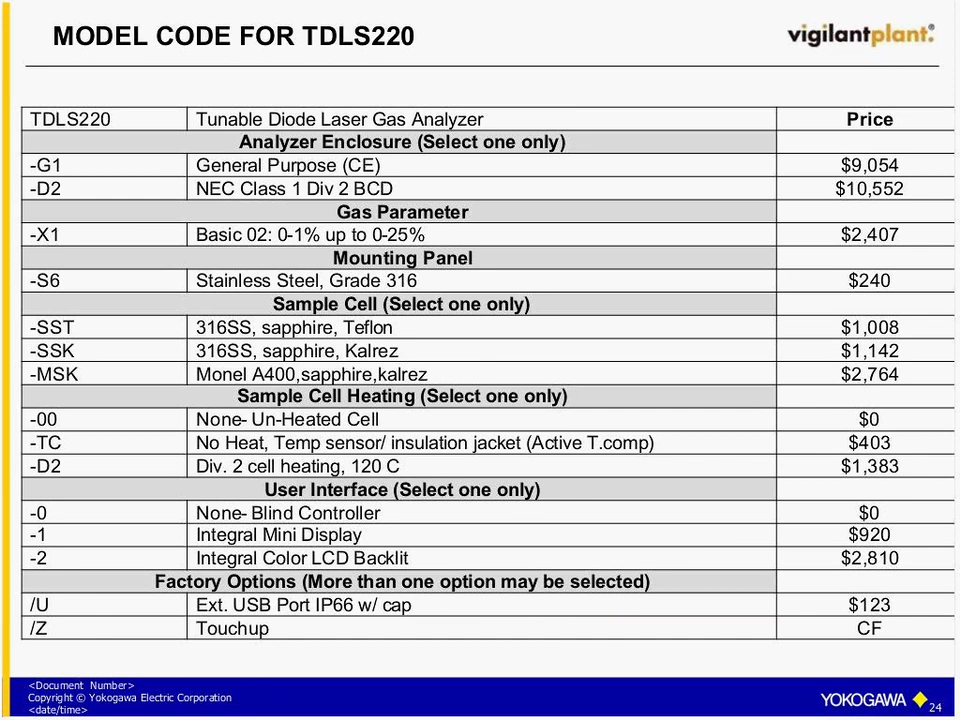 MODEL CODE FOR TDLS220
vigilantplant.®
TDLS220 Tunable Diode Laser Gas Analyzer Price
Analyzer Enclosure (Select one only)
-G1 General Purpose (CE) $9,054
-D2 NEC Class 1 Div 2 BCD $10,552
Gas Parameter
-X1 Basic 02: 0-1% up to 0-25% $2,407
Mounting Panel
-S6 Stainless Steel, Grade 316 $240
Sample Cell (Select one only)
-SST 316SS, sapphire, Teflon $1,008
-SSK 316SS, sapphire, Kalrez $1,142
-MSK Monel A400,sapphire,kalrez $2,764
Sample Cell Heating (Select one only)
-00 None- Un-Heated Cell $0
-TC No Heat, Temp sensor/ insulation jacket (Active T.comp) $403
-D2 Div. 2 cell heating, 120 C $1,383
User Interface (Select one only)
-0 None- Blind Controller $0
-1 Integral Mini Display $920
-2 Integral Color LCD Backlit $2,810
Factory Options (More than one option may be selected)
/U Ext. USB Port IP66 w/ cap $123
/Z Touchup CF
<Document Number>
Copyright © Yokogawa Electric Corporation
<date/time>
YOKOGAWA
24